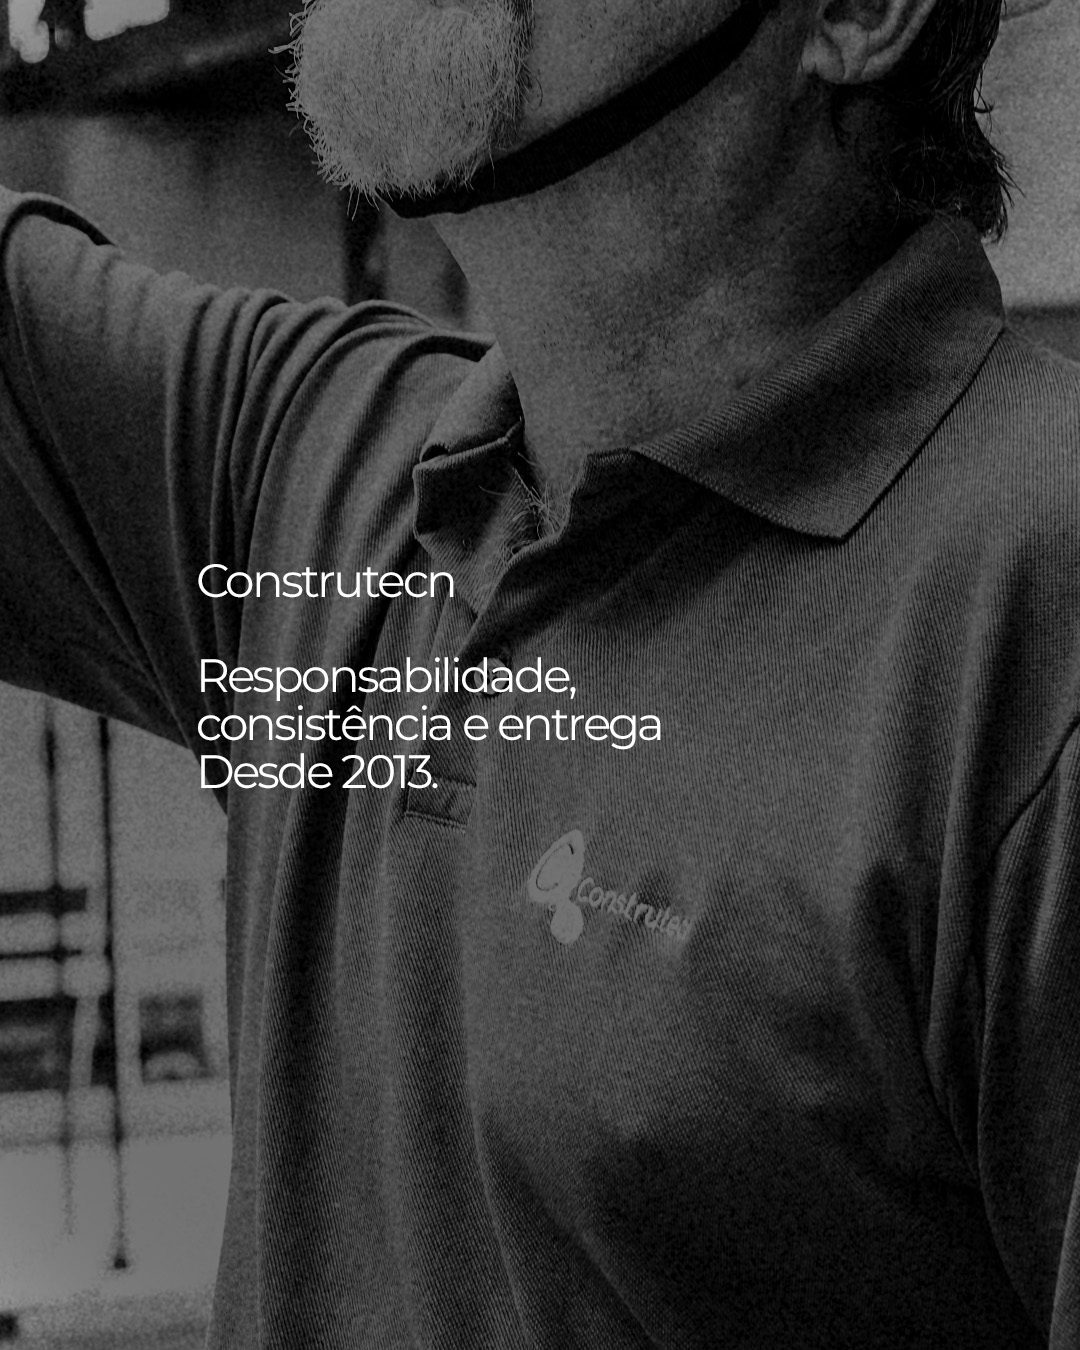 Construtecn
Responsabilidade,
consistência e entrega
Desde 2013.